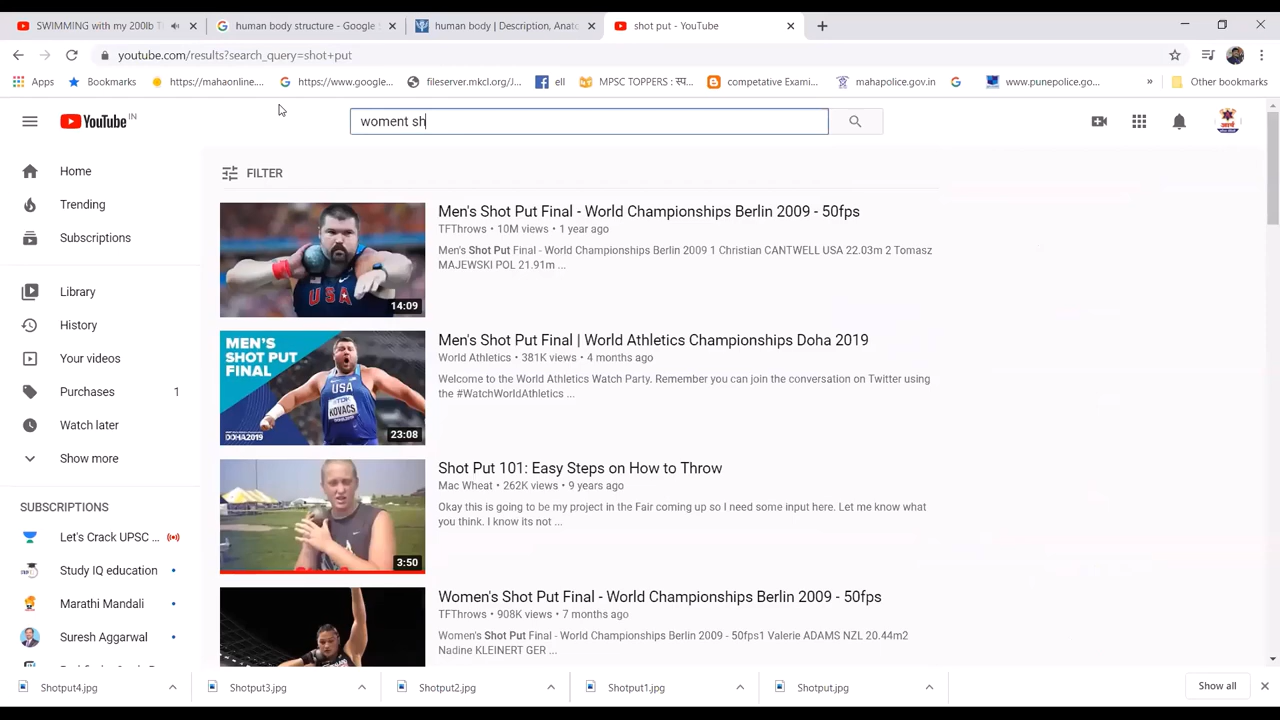 SWIMMING with my 200lb T
human body structure - Google
human body | Description, Anato
shot put - YouTube
youtube.com/results?search_query=shot+put
Apps
Bookmarks
https://mahaonline....
https://www.google...
fileserver.mkcl.org/J...
ell
MPSC TOPPERS : स्प...
competative Exami...
mahapolice.gov.in
www.punepolice.go...
»
Other bookmarks
YouTube IN
woment sh
Home
Trending
Subscriptions
Library
History
Your videos
Purchases 1
Watch later
Show more
SUBSCRIPTIONS
Let's Crack UPSC ...
Study IQ education
Marathi Mandali
Suresh Aggarwal
FILTER
Men's Shot Put Final - World Championships Berlin 2009 - 50fps
TFThrows • 10M views • 1 year ago
Men's Shot Put Final - World Championships Berlin 2009 1 Christian CANTWELL USA 22.03m 2 Tomasz
MAJEWSKI POL 21.91m ...
USA
14:09
MEN'S
SHOT PUT
FINAL
USA
KOVACS
DOHA2019
23:08
Men's Shot Put Final | World Athletics Championships Doha 2019
World Athletics • 381K views • 4 months ago
Welcome to the World Athletics Watch Party. Remember you can join the conversation on Twitter using
the #WatchWorldAthletics ...
3:50
Shot Put 101: Easy Steps on How to Throw
Mac Wheat • 262K views • 9 years ago
Okay this is going to be my project in the Fair coming up so I need some input here. Let me know what
you think. I know its not ...
Women's Shot Put Final - World Championships Berlin 2009 - 50fps
TFThrows • 908K views • 7 months ago
Women's Shot Put Final - World Championships Berlin 2009 - 50fps1 Valerie ADAMS NZL 20.44m2
Nadine KLEINERT GER ...
Shotput4.jpg
Shotput3.jpg
Shotput2.jpg
Shotput1.jpg
Shotput.jpg
Show all